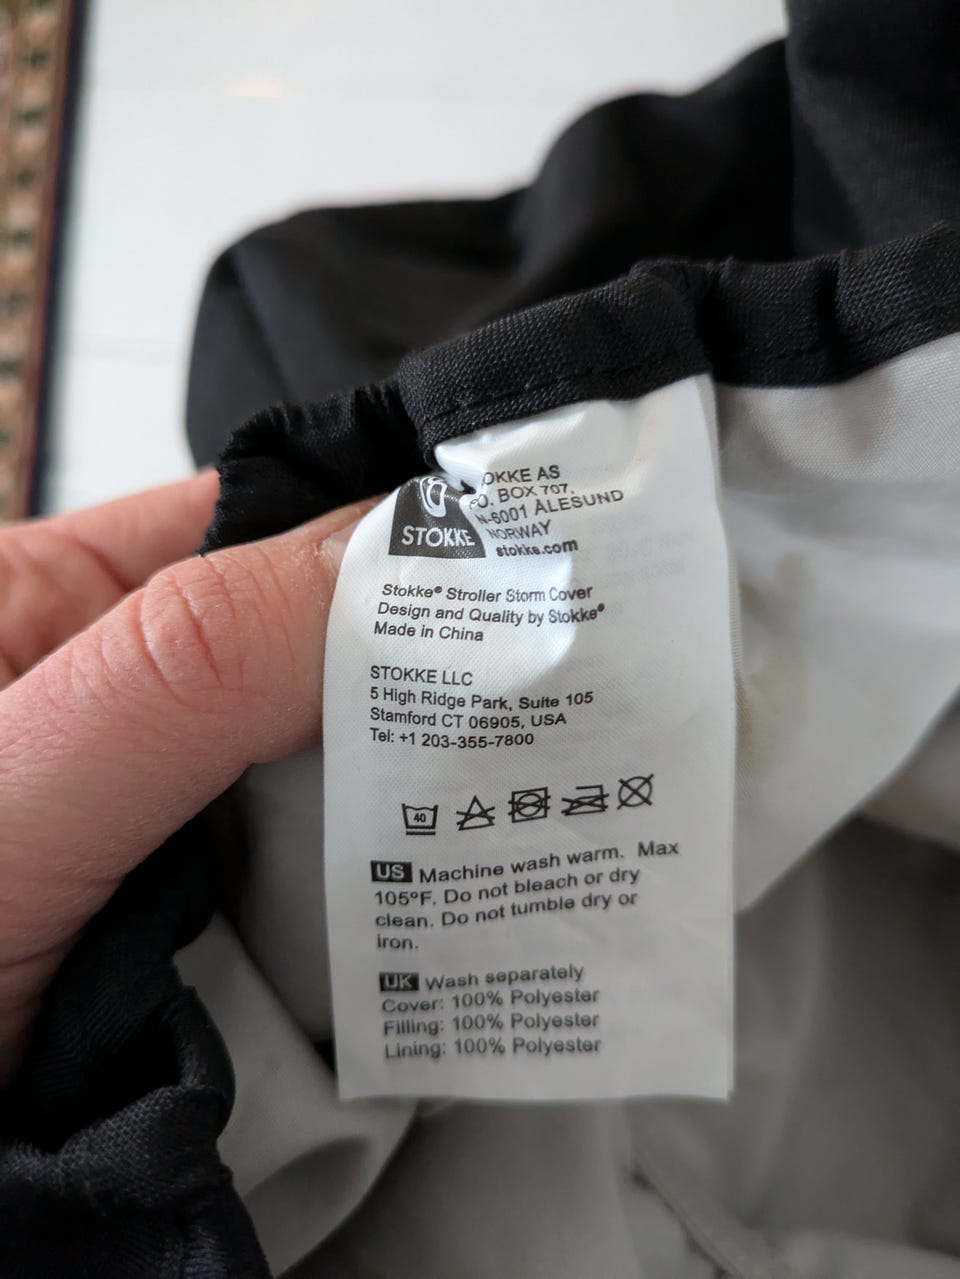 STOKKE
OKKE AS
O. BOX 707,
N-6001 ÅLESUND
NORWAY
stokke.com
Stokke® Stroller Storm Cover
Design and Quality by Stokke®
Made in China
STOKKE LLC
5 High Ridge Park, Suite 105
Stamford CT 06905, USA
Tel: +1 203-355-7800
40
US Machine wash warm. Max
105ºF. Do not bleach or dry
clean. Do not tumble dry or
iron.
UK Wash separately
Cover: 100% Polyester
Filling: 100% Polyester
Lining: 100% Polyester